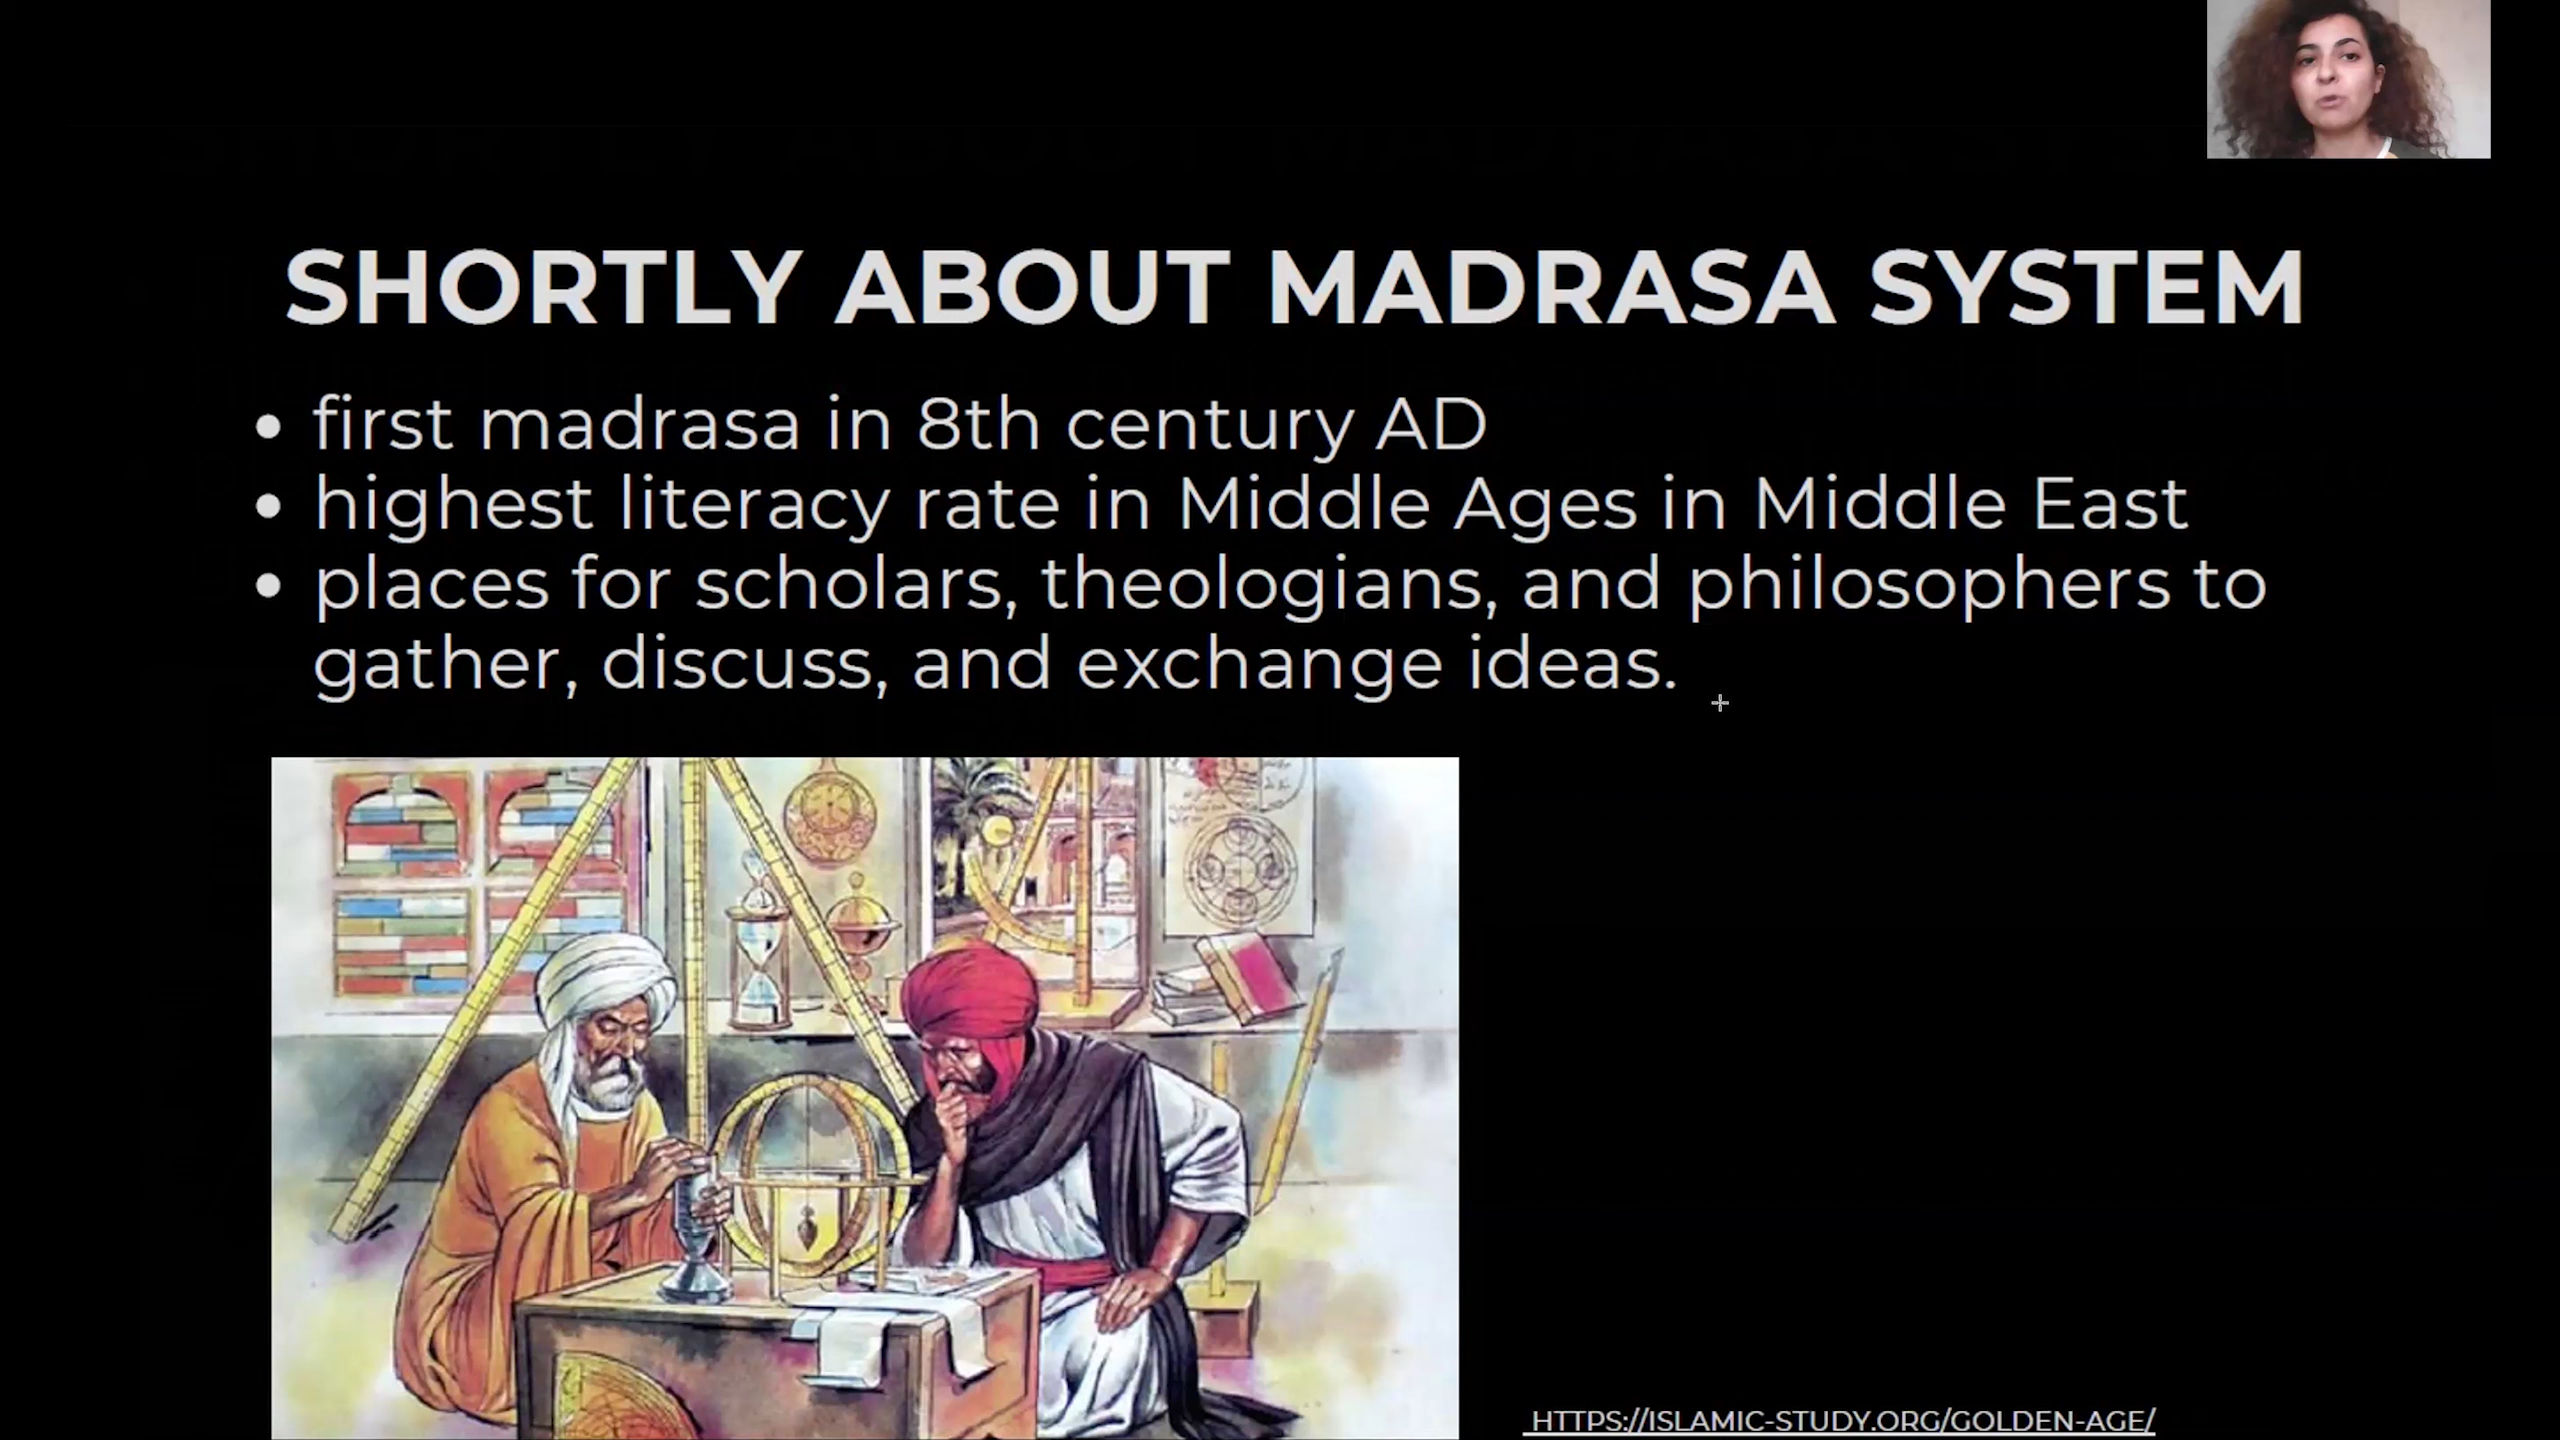 SHORTLY ABOUT MADRASA SYSTEM
• first madrasa in 8th century AD
• highest literacy rate in Middle Ages in Middle East
• places for scholars, theologians, and philosophers to
gather, discuss, and exchange ideas.
HTTPS://ISLAMIC-STUDY.ORG/GOLDEN-AGE/